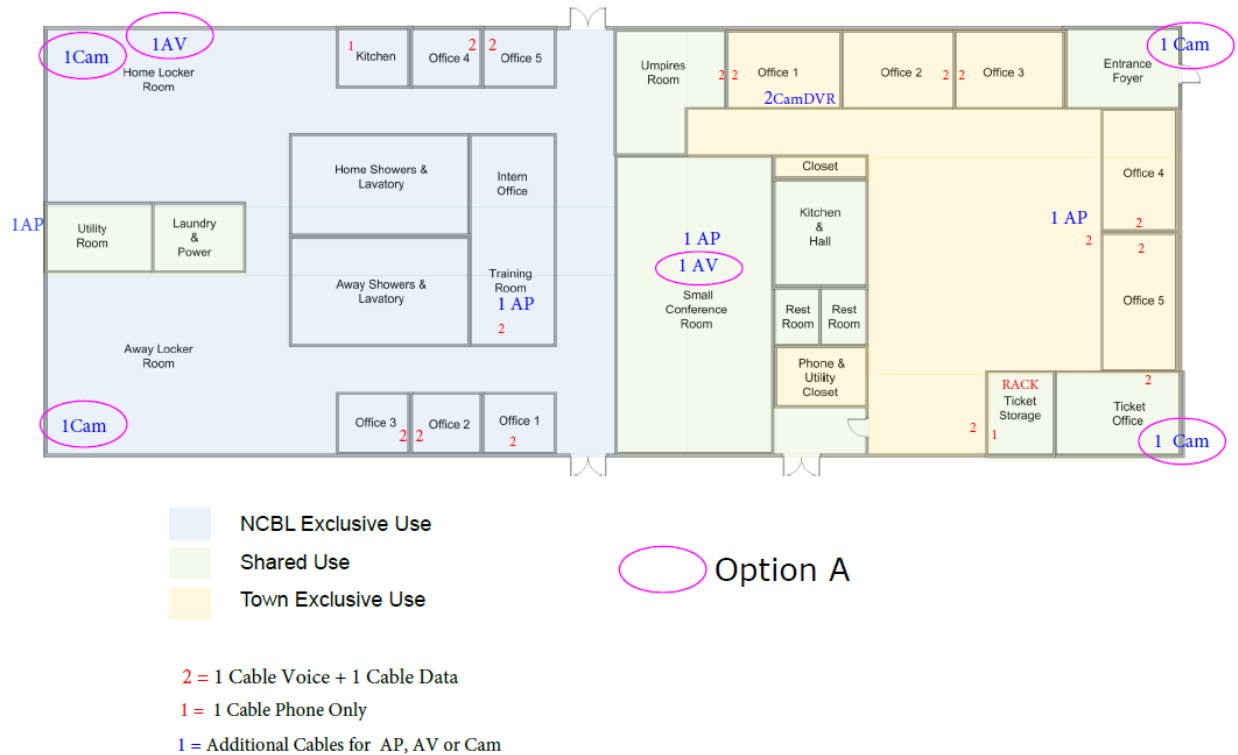 1Cam
1AV
Home Locker
Room
1
Kitchen
2
Office 4
2
Office 5
Umpires
Room
2
2
Office 1
2CamDVR
Office 2
2
2
Office 3
Entrance
Foyer
1 Cam
Home Showers &
Lavatory
Intern
Office
Closet
Office 4
2
1AP
Utility
Room
Laundry
&
Power
Kitchen
&
Hall
1 AP
2
1 AP
1 AV
Small
Conference
Room
Away Showers &
Lavatory
Training
Room
1 AP
2
2
Office 5
Rest
Room
Rest
Room
Away Locker
Room
Phone &
Utility
Closet
RACK
Ticket
Storage
1
2
2
Ticket
Office
1 Cam
1Cam
Office 3
2
2
Office 2
Office 1
2
NCBL Exclusive Use
Shared Use
Town Exclusive Use
Option A
2 = 1 Cable Voice + 1 Cable Data
1 = 1 Cable Phone Only
1 = Additional Cables for AP, AV or Cam